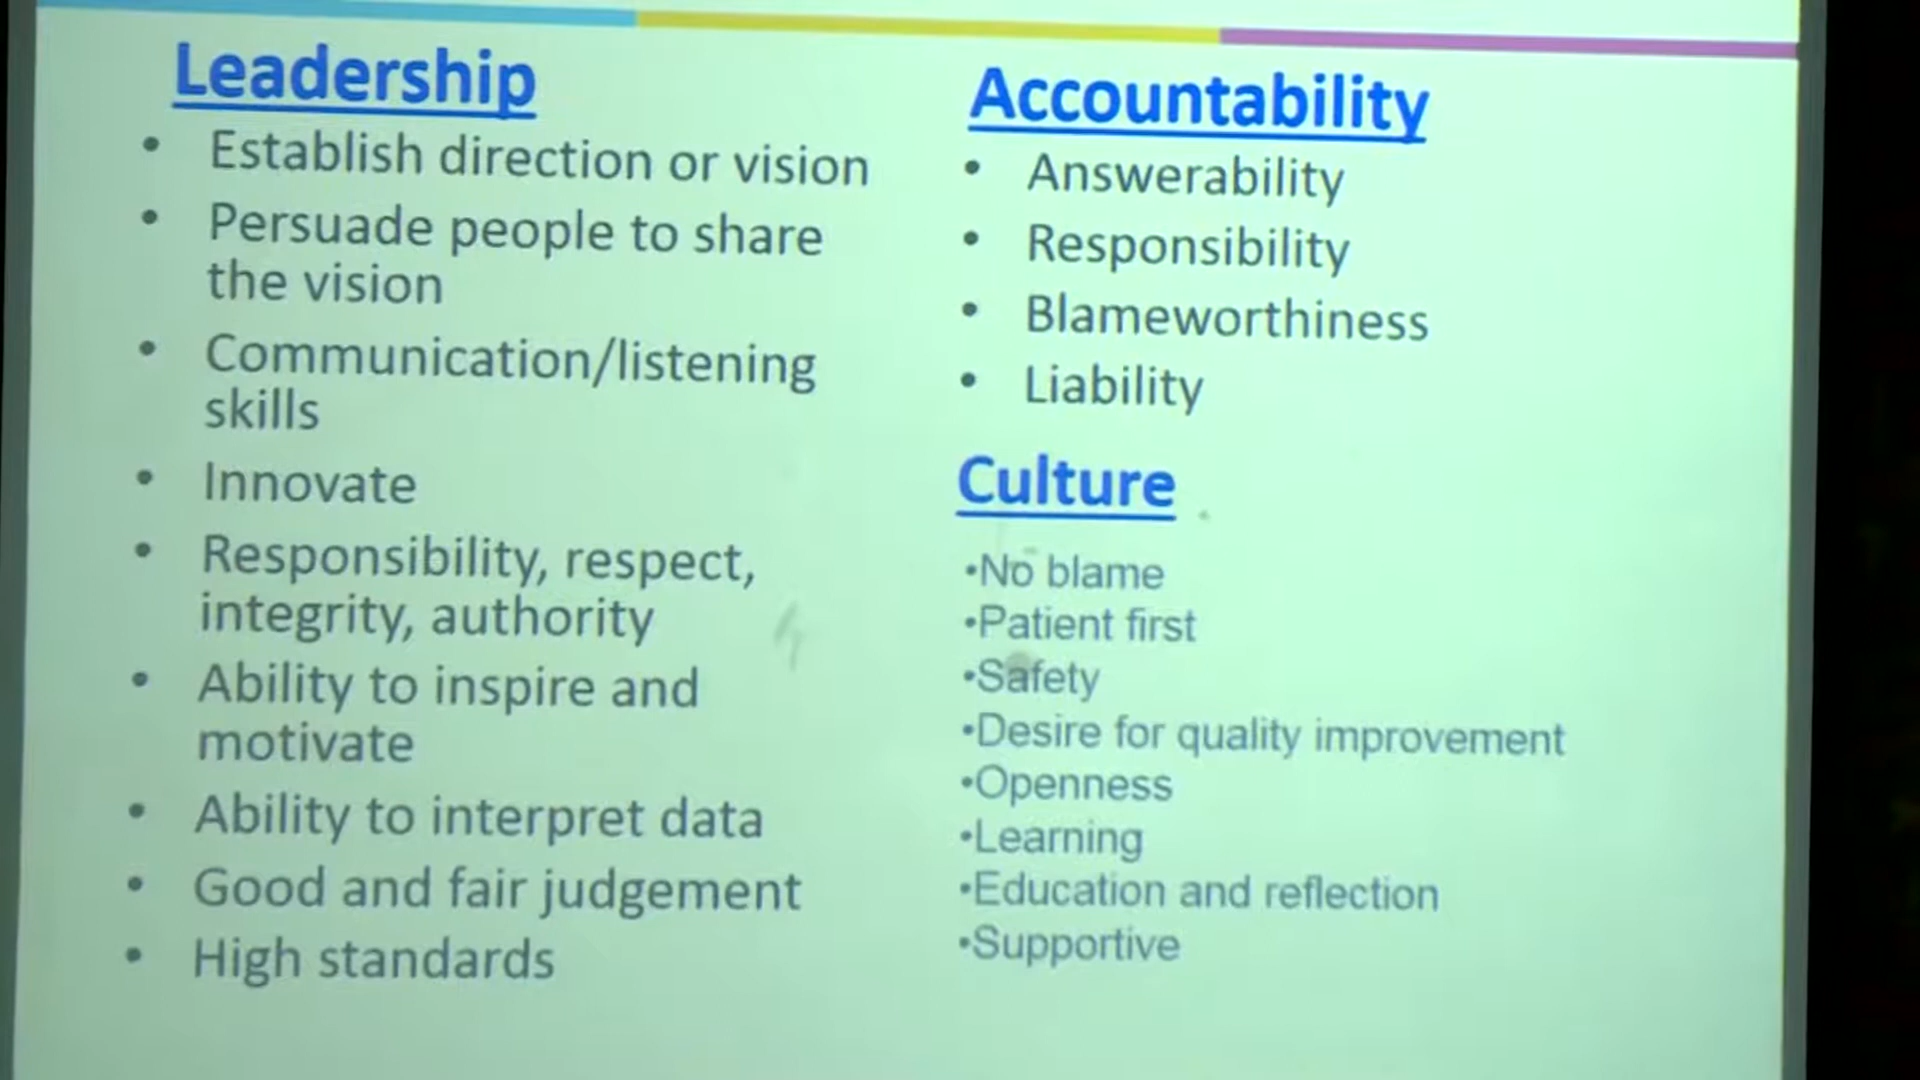 Leadership
• Establish direction or vision
• Persuade people to share
the vision
• Communication/listening
skills
• Innovate
• Responsibility, respect,
integrity, authority
• Ability to inspire and
motivate
• Ability to interpret data
• Good and fair judgement
• High standards
Accountability
• Answerability
• Responsibility
• Blameworthiness
• Liability
Culture
•No blame
•Patient first
•Safety
•Desire for quality improvement
•Openness
•Learning
•Education and reflection
•Supportive